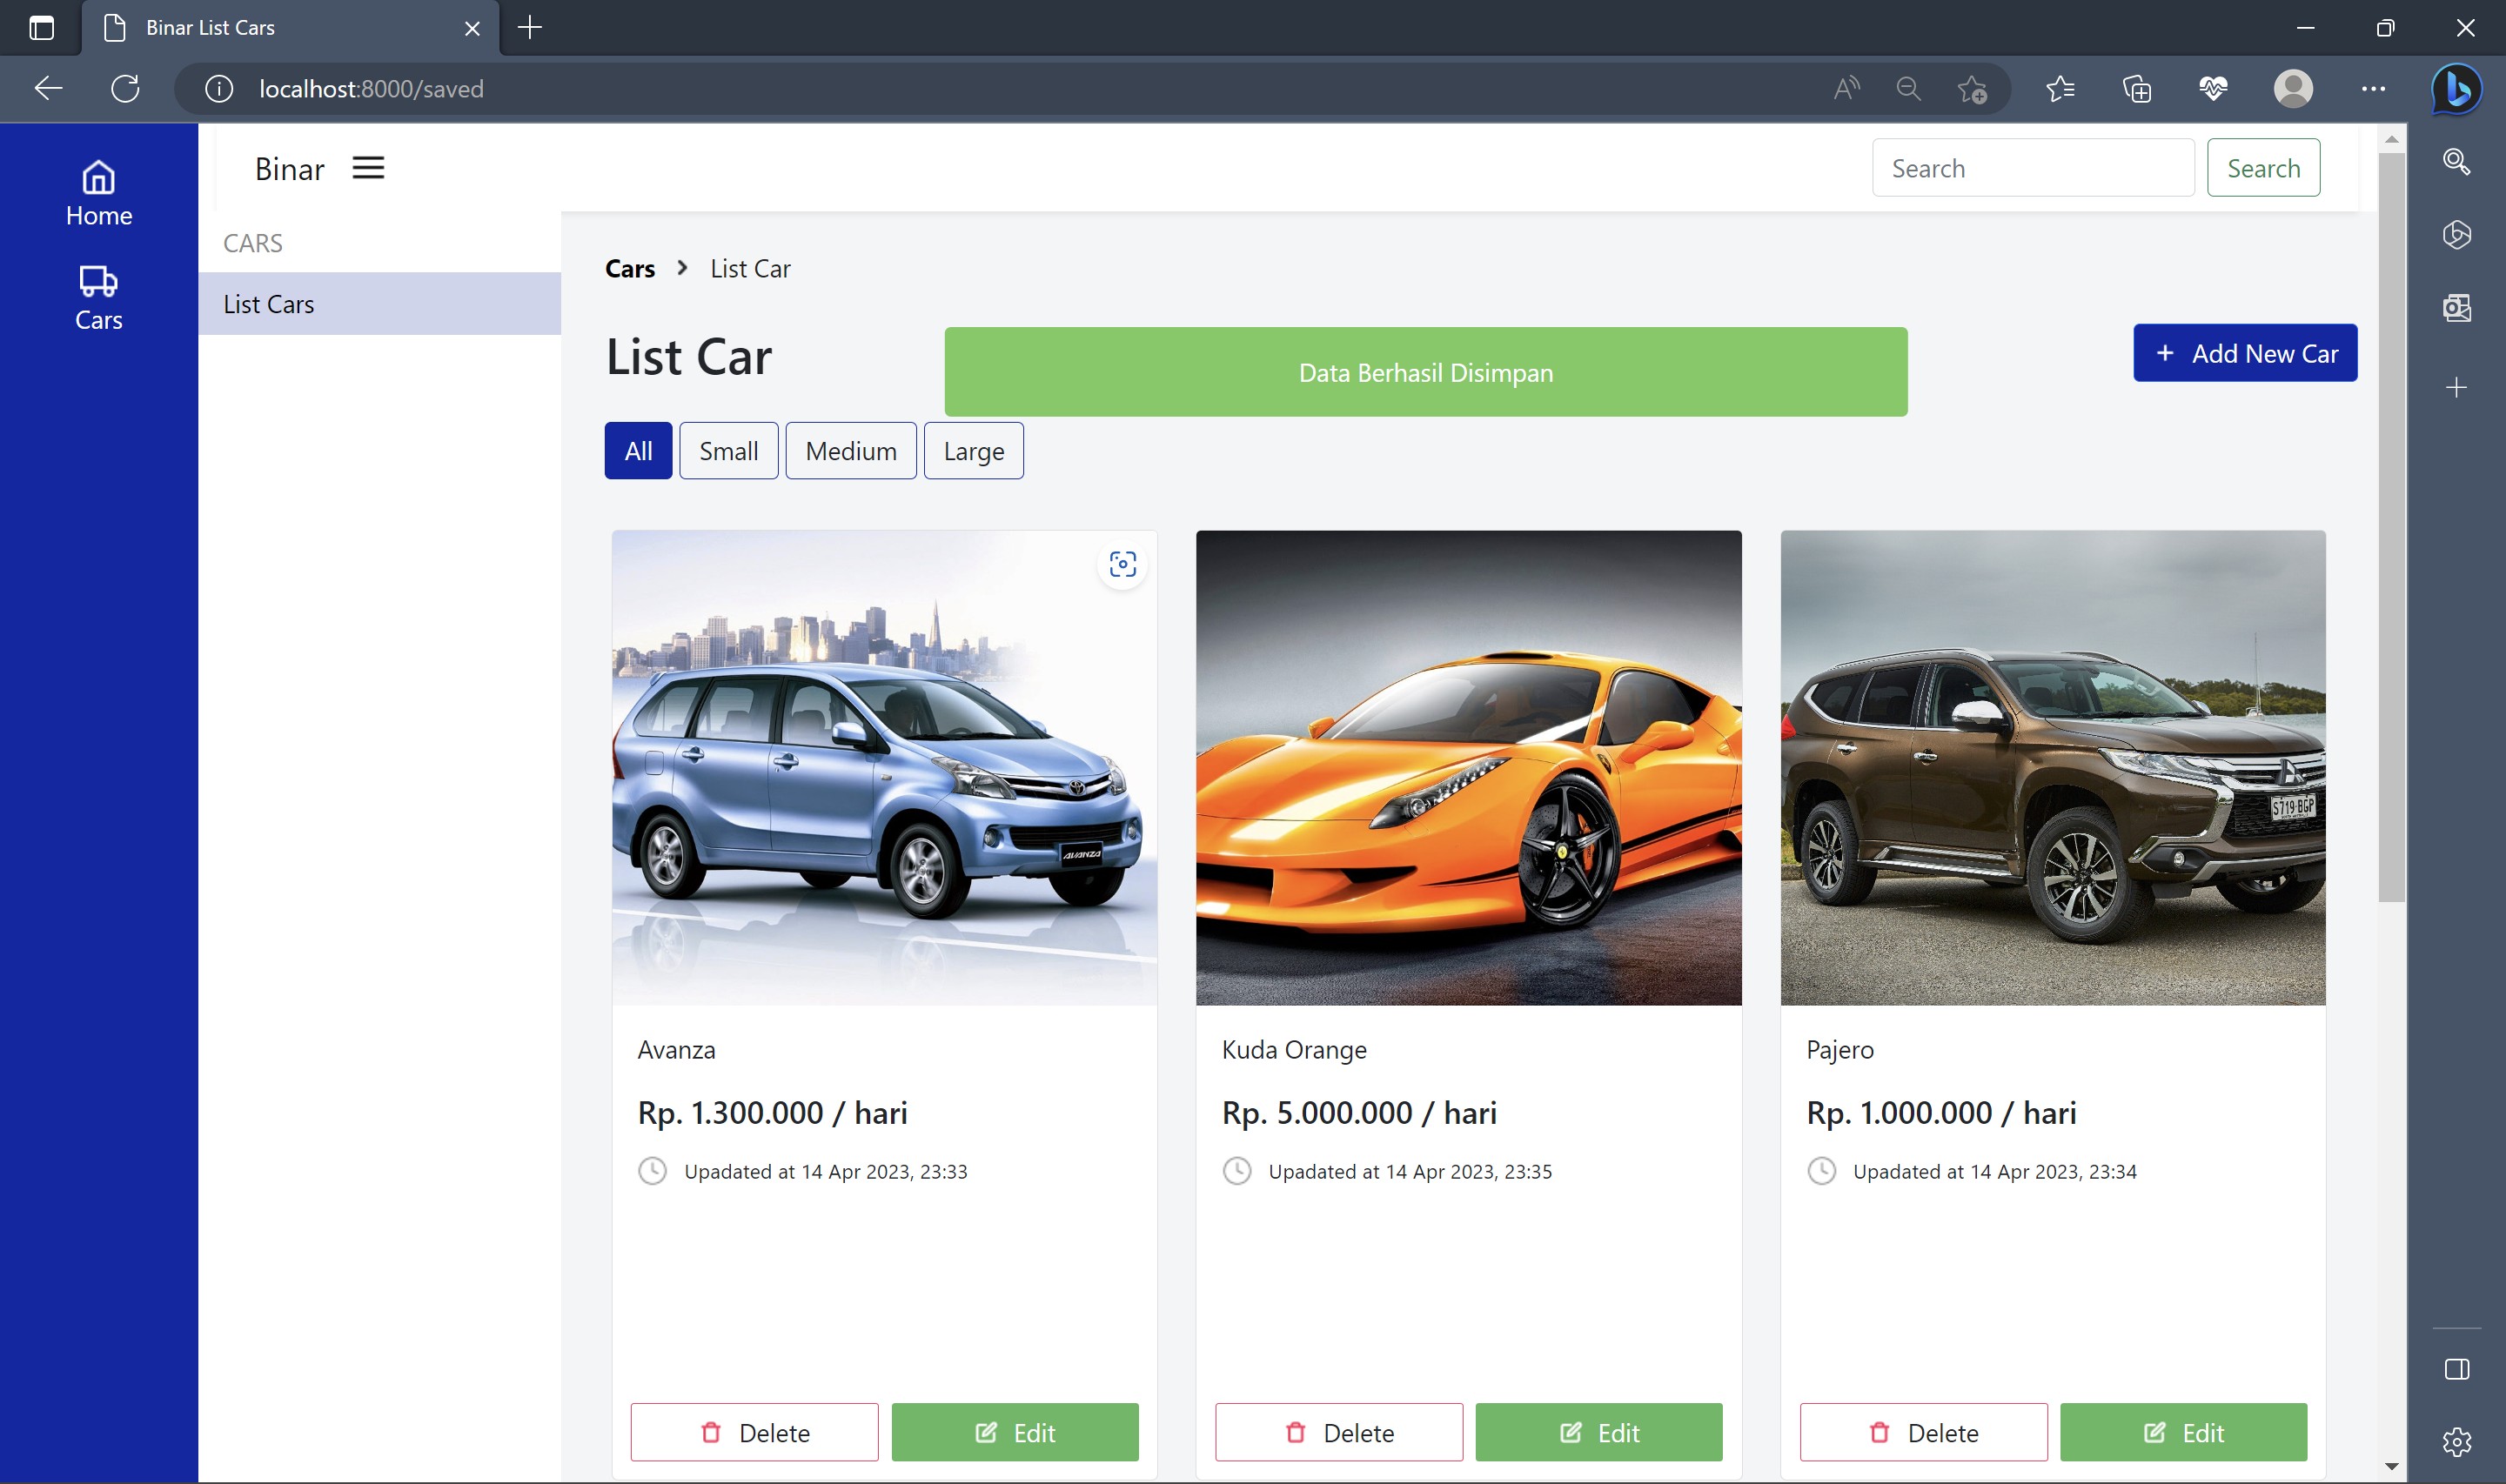 Binar List Cars
localhost:8000/saved
Home
Cars
Binar
Search
Search
CARS
List Cars
Cars > List Car
List Car
Data Berhasil Disimpan
+ Add New Car
All
Small
Medium
Large
AVANZA
S719·BGP
Avanza
Rp. 1.300.000 / hari
Upadated at 14 Apr 2023, 23:33
Delete
Edit
Kuda Orange
Rp. 5.000.000 / hari
Upadated at 14 Apr 2023, 23:35
Delete
Edit
Pajero
Rp. 1.000.000 / hari
Upadated at 14 Apr 2023, 23:34
Delete
Edit